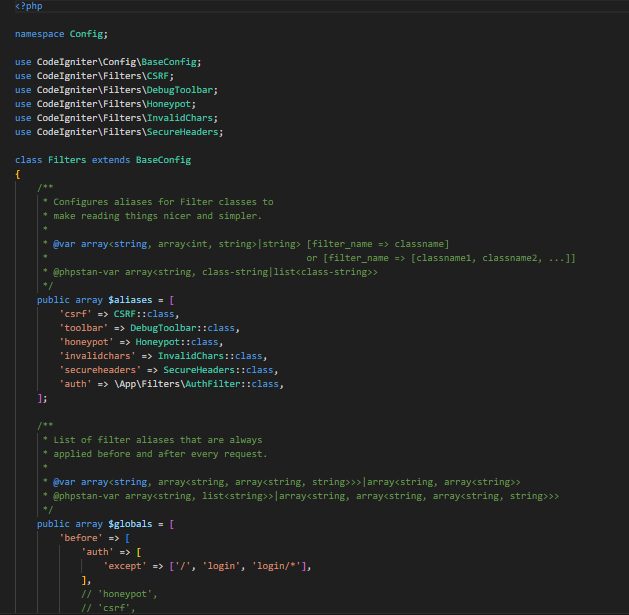 <?php
namespace Config;
use CodeIgniter\Config\BaseConfig;
use CodeIgniter\Filters\CSRF;
use CodeIgniter\Filters\DebugToolbar;
use CodeIgniter\Filters\Honeypot;
use CodeIgniter\Filters\InvalidChars;
use CodeIgniter\Filters\SecureHeaders;
class Filters extends BaseConfig
{
/**
* Configures aliases for Filter classes to
* make reading things nicer and simpler.
*
* @var array<string, array<int, string>|string> [filter_name => classname]
* or [filter_name => [classname1, classname2, ...]]
* @phpstan-var array<string, class-string|list<class-string>>
*/
public array $aliases = [
'csrf' => CSRF::class,
'toolbar' => DebugToolbar::class,
'honeypot' => Honeypot::class,
'invalidchars' => InvalidChars::class,
'secureheaders' => SecureHeaders::class,
'auth' => \App\Filters\AuthFilter::class,
];
/**
* List of filter aliases that are always
* applied before and after every request.
*
* @var array<string, array<string, array<string, string>>>|array<string, array<string>>
* @phpstan-var array<string, list<string>>|array<string, array<string, array<string, string>>>
*/
public array $globals = [
'before' => [
'auth' => [
'except' => ['/', 'login', 'login/*'],
],
// 'honeypot',
// 'csrf',